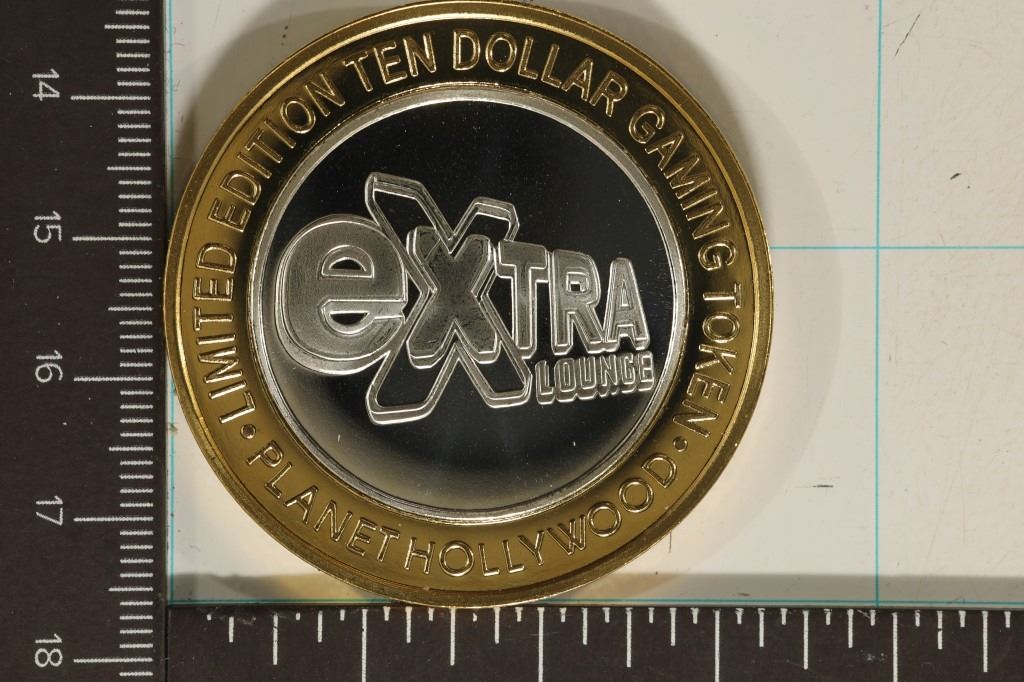 LIMITED EDITION TEN DOLLAR GAMING TOKEN
eXTRA
LOUNGE
• PLANET HOLLYWOOD •
14
15
16
17
18